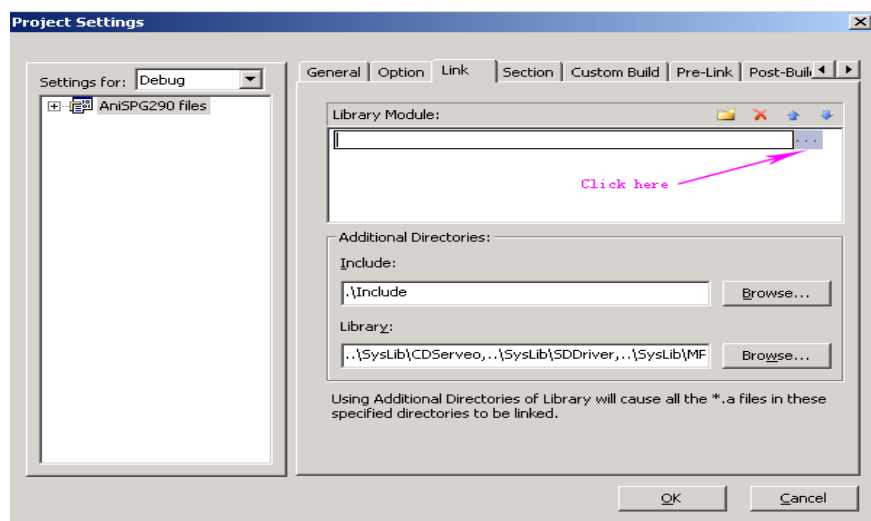 Project Settings
Settings for: Debug
AniSPG290 files
General Option Link Section Custom Build Pre-Link Post-Buil
Library Module:
...
Click here
Additional Directories:
Include:
.\Include
Browse...
Library:
..\SysLib\CDServeo,..\SysLib\SDDriver,..\SysLib\MF
Browse...
Using Additional Directories of Library will cause all the *.a files in these
specified directories to be linked.
OK Cancel